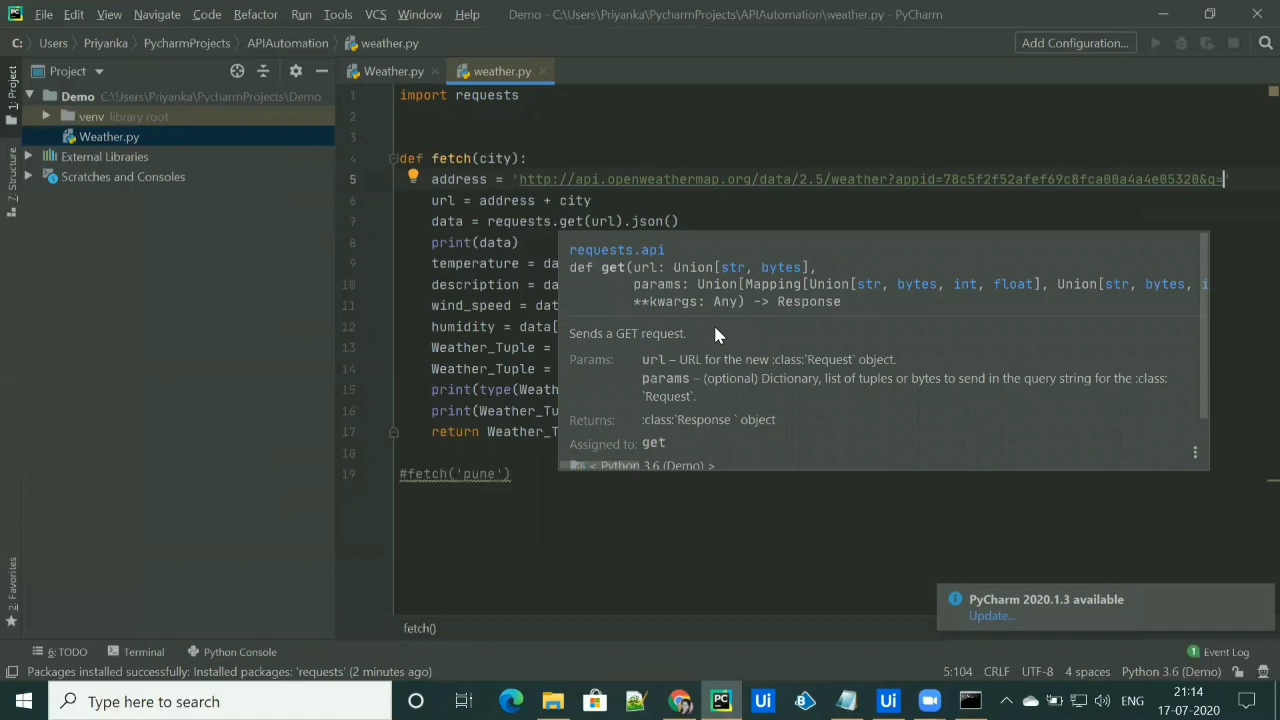 File Edit View Navigate Code Refactor Run Tools VCS Window Help Demo - C:\Users\Priyanka\PycharmProjects\APIAutomation\weather.py - PyCharm
C: Users Priyanka PycharmProjects APIAutomation weather.py Add Configuration...
Project Weather.py weather.py
1: Project
Demo C:\Users\Priyanka\PycharmProjects\Demo
venv library root
Weather.py
External Libraries
Scratches and Consoles
7: Structure
2: Favorites
1 import requests
2
3
4 def fetch(city):
5 address = 'http://api.openweathermap.org/data/2.5/weather?appid=78c5f2f52afef69c8fca00a4a4e05320&q='
6 url = address + city
7 data = requests.get(url).json()
8 print(data)
9 temperature = da
10 description = da
11 wind_speed = dat
12 humidity = data[
13 Weather_Tuple =
14 Weather_Tuple =
15 print(type(Weath
16 print(Weather_Tu
17 return Weather_T
18
19 #fetch('pune')
requests.api
def get(url: Union[str, bytes],
params: Union[Mapping[Union[str, bytes, int, float], Union[str, bytes, i
**kwargs: Any) -> Response
Sends a GET request.
Params: url – URL for the new :class:`Request` object.
params – (optional) Dictionary, list of tuples or bytes to send in the query string for the :class:
`Request`.
Returns: :class:`Response ` object
Assigned to: get
< Python 3.6 (Demo) >
PyCharm 2020.1.3 available
Update...
fetch()
6: TODO Terminal Python Console 1 Event Log
Packages installed successfully: Installed packages: 'requests' (2 minutes ago) 5:104 CRLF UTF-8 4 spaces Python 3.6 (Demo)
Type here to search
ENG
21:14
17-07-2020